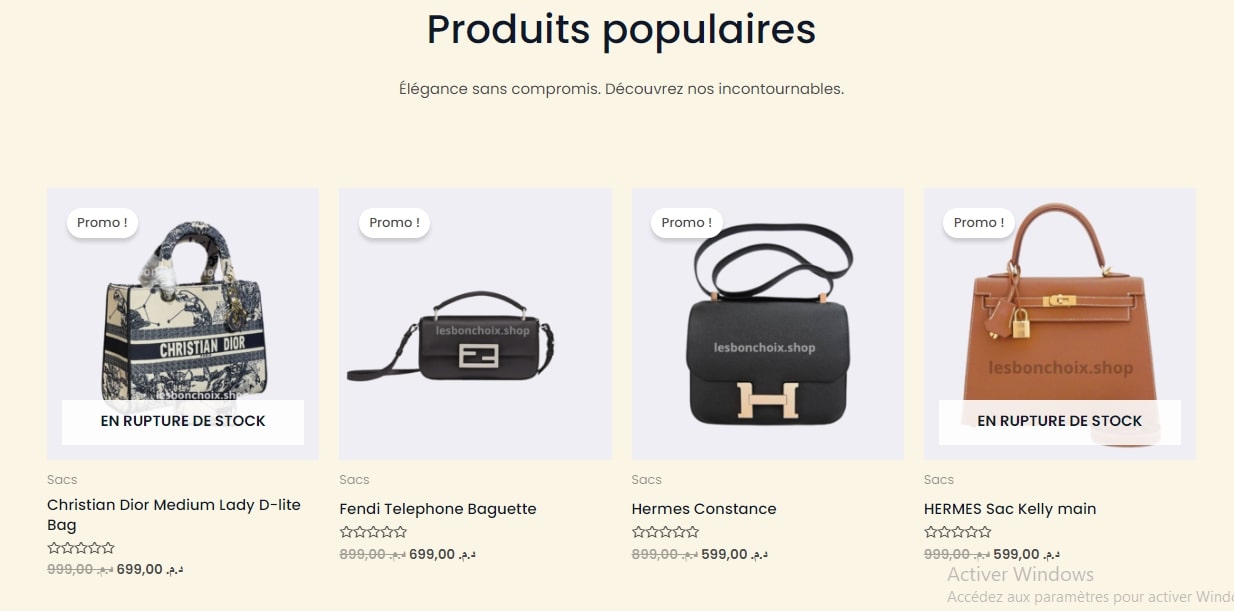 Produits populaires
Élégance sans compromis. Découvrez nos incontournables.
Promo !
CHRISTIAN DIOR
lesbonchoix.shop
EN RUPTURE DE STOCK
Sacs
Christian Dior Medium Lady D-lite
Bag
999,00 د.م. 699,00 د.م.
Promo !
lesbonchoix.shop
Sacs
Fendi Telephone Baguette
899,00 د.م. 699,00 د.م.
Promo !
lesbonchoix.shop
H
Sacs
Hermes Constance
899,00 د.م. 599,00 د.م.
Promo !
lesbonchoix.shop
EN RUPTURE DE STOCK
Sacs
HERMES Sac Kelly main
999,00 د.م. 599,00 د.م.
Activer Windows
Accédez aux paramètres pour activer Windo